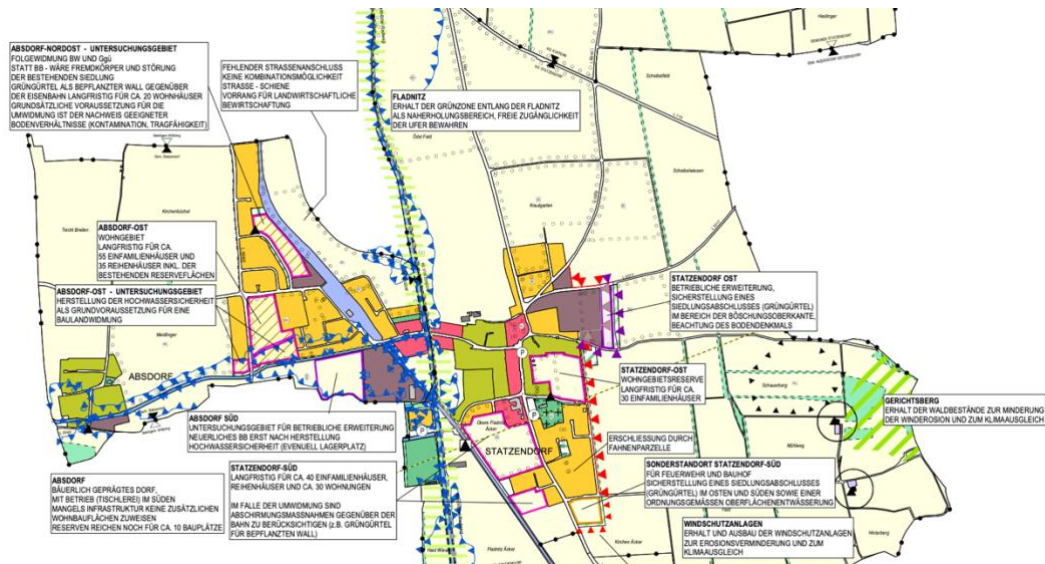 ABSDORF-NORDOST - UNTERSUCHUNGSGEBIET
FOLGEWIDMUNG BW UND Ggü
STATT BB - WÄRE FREMDKÖRPER UND STÖRUNG
DER BESTEHENDEN SIEDLUNG
GRÜNGÜRTEL ALS BEPFLANZTER WALL GEGENÜBER
DER EISENBAHN LANGFRISTIG FÜR CA. 20 WOHNHÄUSER
GRUNDSÄTZLICHE VORAUSSETZUNG FÜR DIE
UMWIDMUNG IST DER NACHWEIS GEEIGNETER
BODENVERHÄLTNISSE (KONTAMINATION, TRAGFÄHIGKEIT)
FEHLENDER STRASSENANSCHLUSS
KEINE KOMBINATIONSMÖGLICHKEIT
STRASSE - SCHIENE
VORRANG FÜR LANDWIRTSCHAFTLICHE
BEWIRTSCHAFTUNG
FLADNITZ
ERHALT DER GRÜNZONE ENTLANG DER FLADNITZ
ALS NAHERHOLUNGSBEREICH, FREIE ZUGÄNGLICHKEIT
DER UFER BEWAHREN
Kirchenbüchel
ABSDORF-OST
WOHNGEBIET
LANGFRISTIG FÜR CA.
55 EINFAMILIENHÄUSER UND
35 REIHENHÄUSER INKL. DER
BESTEHENDEN RESERVEFLÄCHEN
ABSDORF-OST - UNTERSUCHUNGSGEBIET
HERSTELLUNG DER HOCHWASSERSICHERHEIT
ALS GRUNDVORAUSSETZUNG FÜR EINE
BAULANDWIDMUNG
Krautgarten
STATZENDORF OST
BETRIEBLICHE ERWEITERUNG,
SICHERSTELLUNG EINES
SIEDLUNGSABSCHLUSSES (GRÜNGÜRTEL)
IM BEREICH DER BÖSCHUNGSOBERKANTE,
BEACHTUNG DES BODENDENKMALS
P
ABSDORF
STATZENDORF-OST
WOHNGEBIETSRESERVE
LANGFRISTIG FÜR CA.
30 EINFAMILIENHÄUSER
Schauerberg
GERICHTSBERG
ERHALT DER WALDBESTÄNDE ZUR MINDERUNG
DER WINDEROSION UND ZUM KLIMAAUSGLEICH
ABSDORF SÜD
UNTERSUCHUNGSGEBIET FÜR BETRIEBLICHE ERWEITERUNG
NEUERLICHES BB ERST NACH HERSTELLUNG
HOCHWASSERSICHERHEIT (EVENUELL LAGERPLATZ)
P
P
STATZENDORF
ERSCHLIESSUNG DURCH
FAHNENPARZELLE
Mühlweg
ABSDORF
BÄUERLICH GEPRÄGTES DORF,
MIT BETRIEB (TISCHLEREI) IM SÜDEN
MANGELS INFRASTRUKTUR KEINE ZUSÄTZLICHEN
WOHNBAUFLÄCHEN ZUWEISEN
RESERVEN REICHEN NOCH FÜR CA. 10 BAUPLÄTZE
STATZENDORF-SÜD
LANGFRISTIG FÜR CA. 40 EINFAMILIENHÄUSER,
REIHENHÄUSER UND CA. 30 WOHNUNGEN
IM FALLE DER UMWIDMUNG SIND
ABSCHIRMUNGSMASSNAHMEN GEGENÜBER DER
BAHN ZU BERÜCKSICHTIGEN (z.B. GRÜNGÜRTEL
FÜR BEPFLANZTEN WALL)
SONDERSTANDORT STATZENDORF-SÜD
FÜR FEUERWEHR UND BAUHOF
SICHERSTELLUNG EINES SIEDLUNGSABSCHLUSSES
(GRÜNGÜRTEL) IM OSTEN UND SÜDEN SOWIE EINER
ORDNUNGSGEMÄSSEN OBERFLÄCHENENTWÄSSERUNG
WINDSCHUTZANLAGEN
ERHALT UND AUSBAU DER WINDSCHUTZANLAGEN
ZUR EROSIONSVERMINDERUNG UND ZUM
KLIMAAUSGLEICH